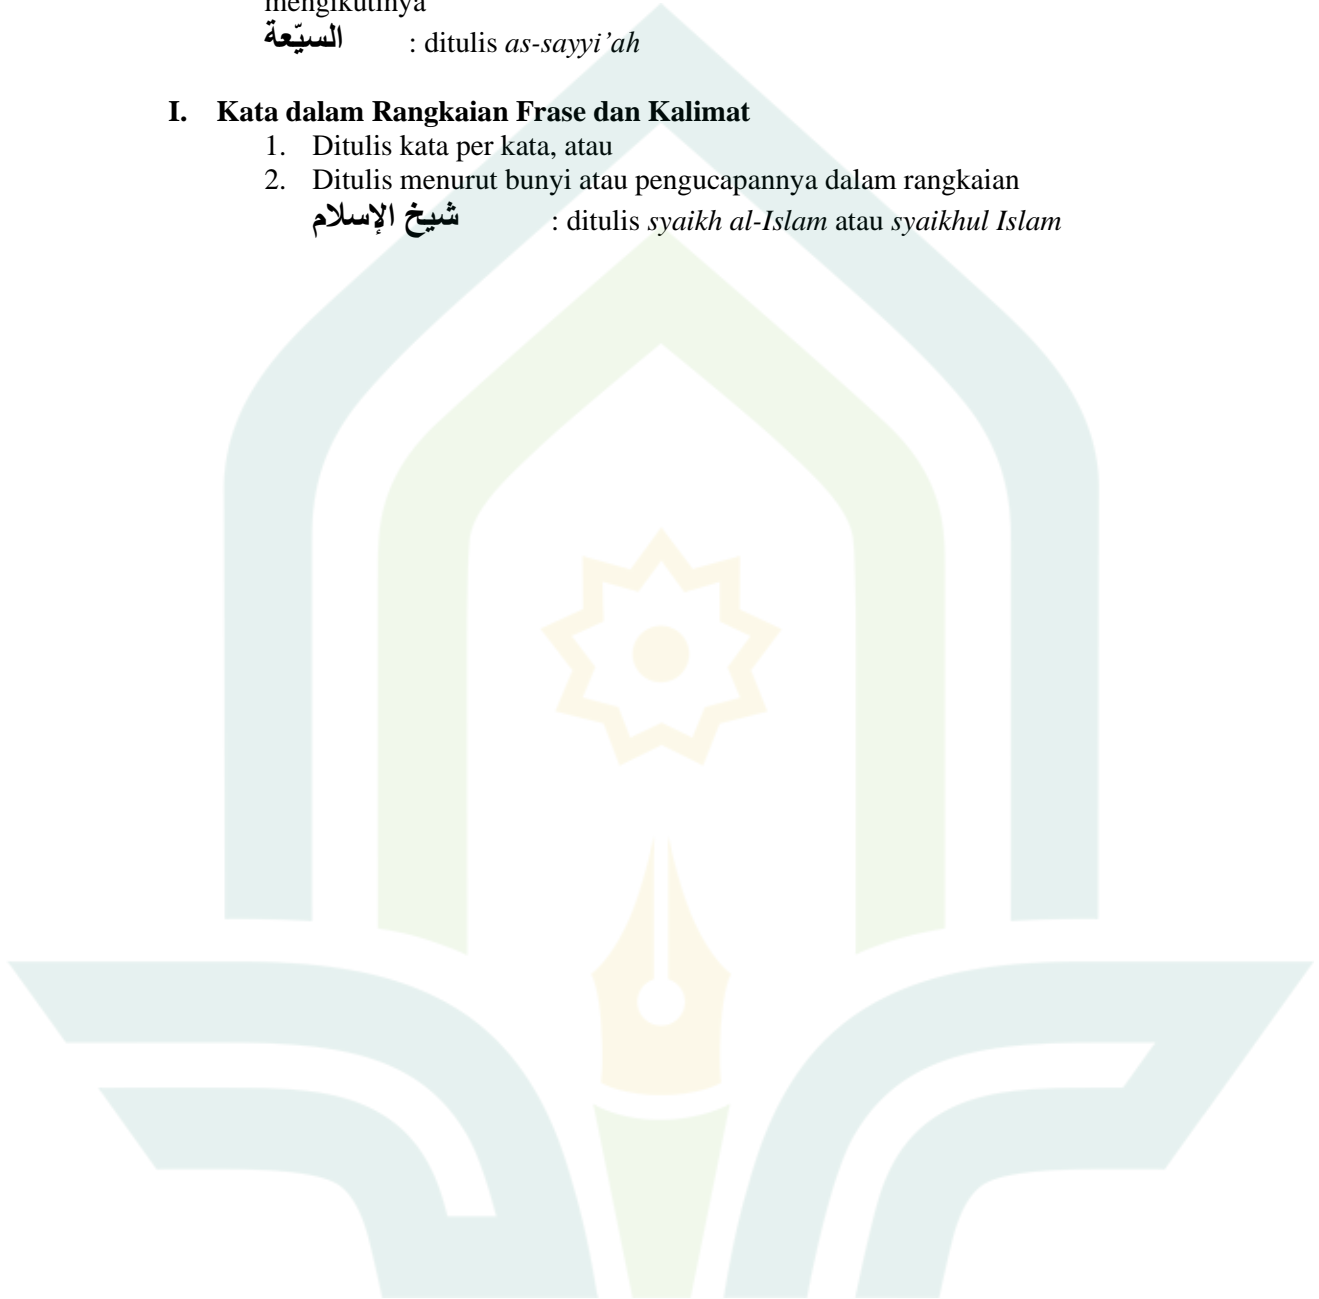 mengikutinya
السيّعة : ditulis as-sayyi’ah
I. Kata dalam Rangkaian Frase dan Kalimat
1. Ditulis kata per kata, atau
2. Ditulis menurut bunyi atau pengucapannya dalam rangkaian
شيخ الإسلام : ditulis syaikh al-Islam atau syaikhul Islam